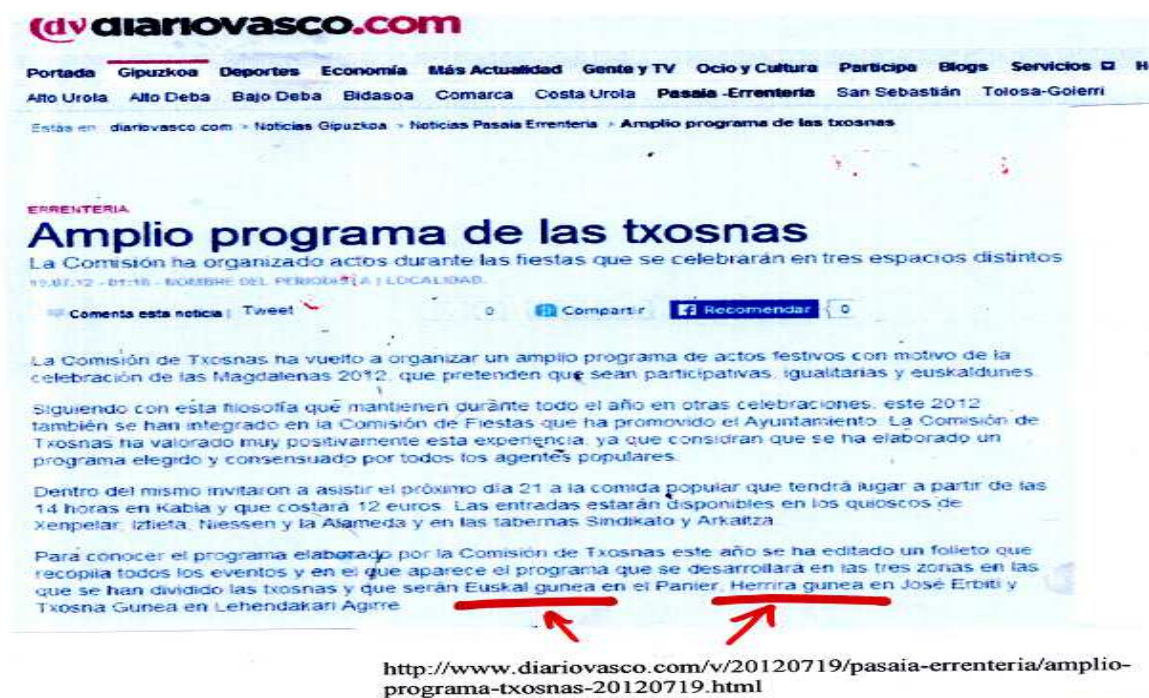 (dv diariovasco.com
Portada Gipuzkoa Deportes Economía Más Actualidad Gente y TV Ocio y Cultura Participa Blogs Servicios H
Alto Urola Alto Deba Bajo Deba Bidasoa Comarca Costa Urola Pasaia -Errenteria San Sebastián Tolosa-Goierri
Estás en: diariovasco.com > Noticias Gipuzkoa > Noticias Pasaia Errenteria > Amplio programa de las txosnas
ERRENTERIA
Amplio programa de las txosnas
La Comisión ha organizado actos durante las fiestas que se celebrarán en tres espacios distintos
19.07.12 - 01:16 - NOMBRE DEL PERIODISTA | LOCALIDAD.
Comenta esta noticia | Tweet 0 Compartir Recomendar 0
La Comisión de Txosnas ha vuelto a organizar un amplio programa de actos festivos con motivo de la
celebración de las Magdalenas 2012, que pretenden que sean participativas, igualitarias y euskaldunes.
Siguiendo con esta filosofía que mantienen durante todo el año en otras celebraciones, este 2012
también se han integrado en la Comisión de Fiestas que ha promovido el Ayuntamiento. La Comisión de
Txosnas ha valorado muy positivamente esta experiencia, ya que considran que se ha elaborado un
programa elegido y consensuado por todos los agentes populares.
Dentro del mismo invitaron a asistir el próximo día 21 a la comida popular que tendrá lugar a partir de las
14 horas en Kabia y que costará 12 euros. Las entradas estarán disponibles en los quioscos de
Xenpelar, Iztieta, Niessen y la Alameda y en las tabernas Sindikato y Arkaitza.
Para conocer el programa elaborado por la Comisión de Txosnas este año se ha editado un folleto que
recopila todos los eventos y en el que aparece el programa que se desarrollará en las tres zonas en las
que se han dividido las txosnas y que serán Euskal gunea en el Panier, Herrira gunea en José Erbiti y
Txosna Gunea en Lehendakari Agirre.
http://www.diariovasco.com/v/20120719/pasaia-errenteria/amplio-
programa-txosnas-20120719.html